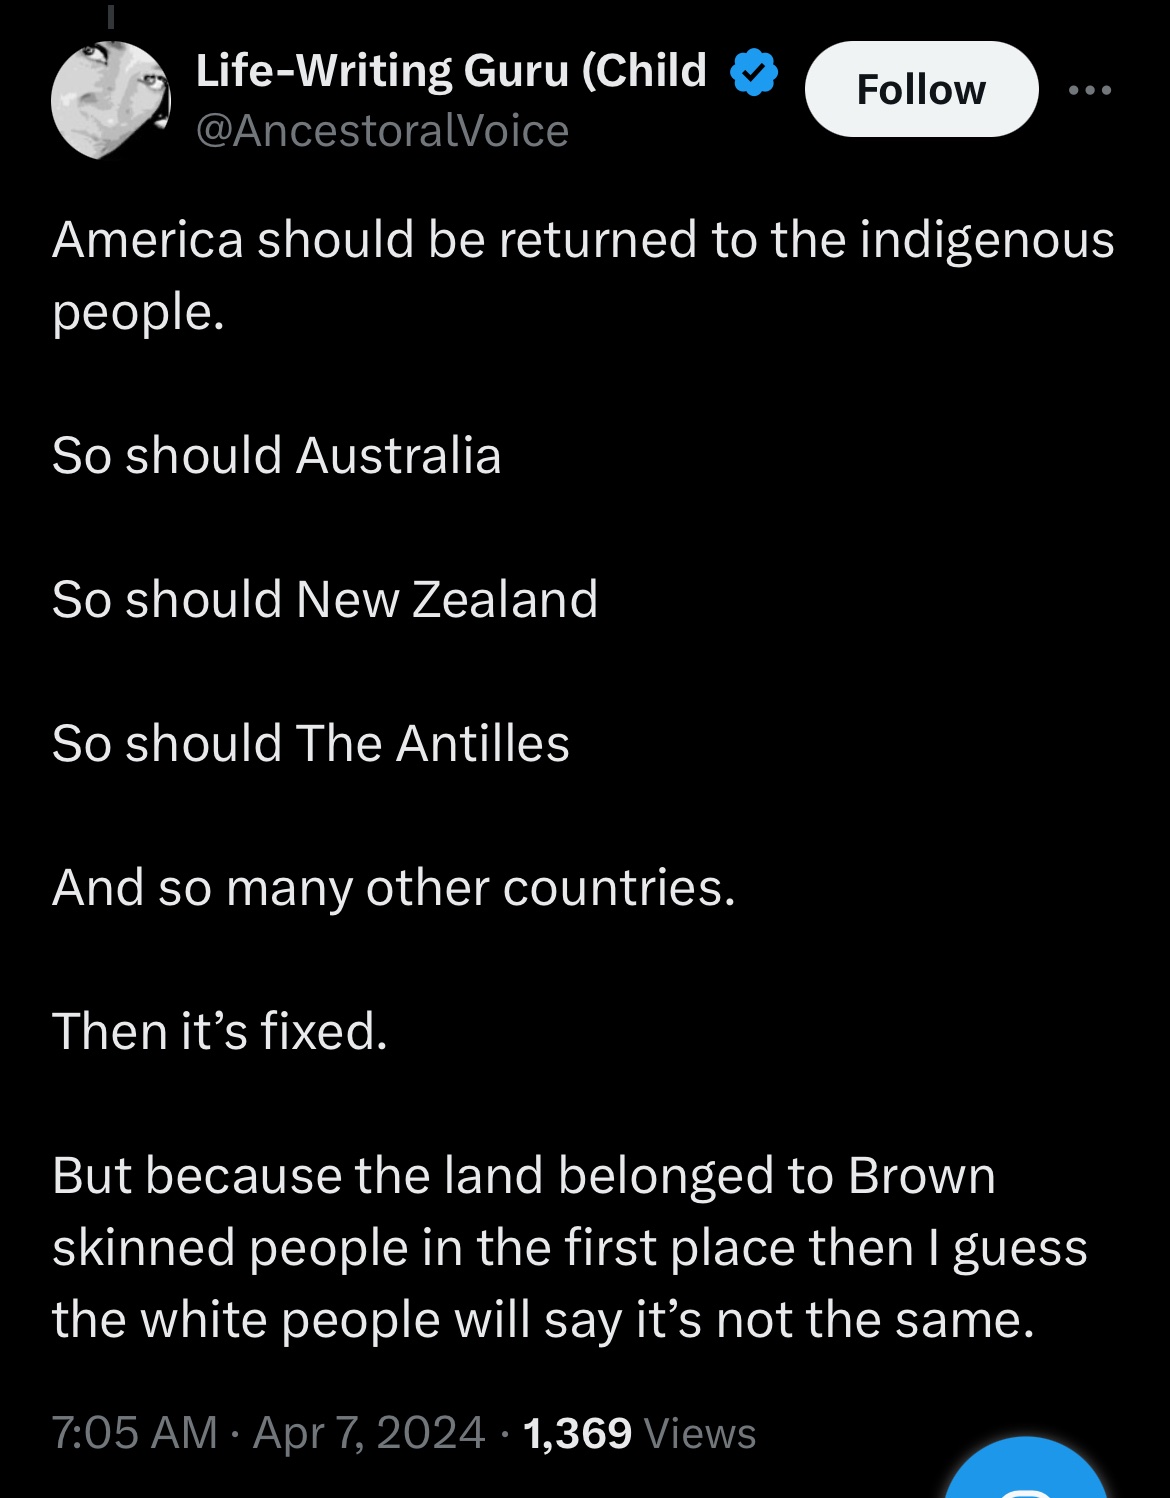 Life-Writing Guru (Child
Follow
@AncestoralVoice
America should be returned to the indigenous
people.
So should Australia
So should New Zealand
So should The Antilles
And so many other countries.
Then it’s fixed.
But because the land belonged to Brown
skinned people in the first place then I guess
the white people will say it’s not the same.
7:05 AM · Apr 7, 2024 · 1,369 Views